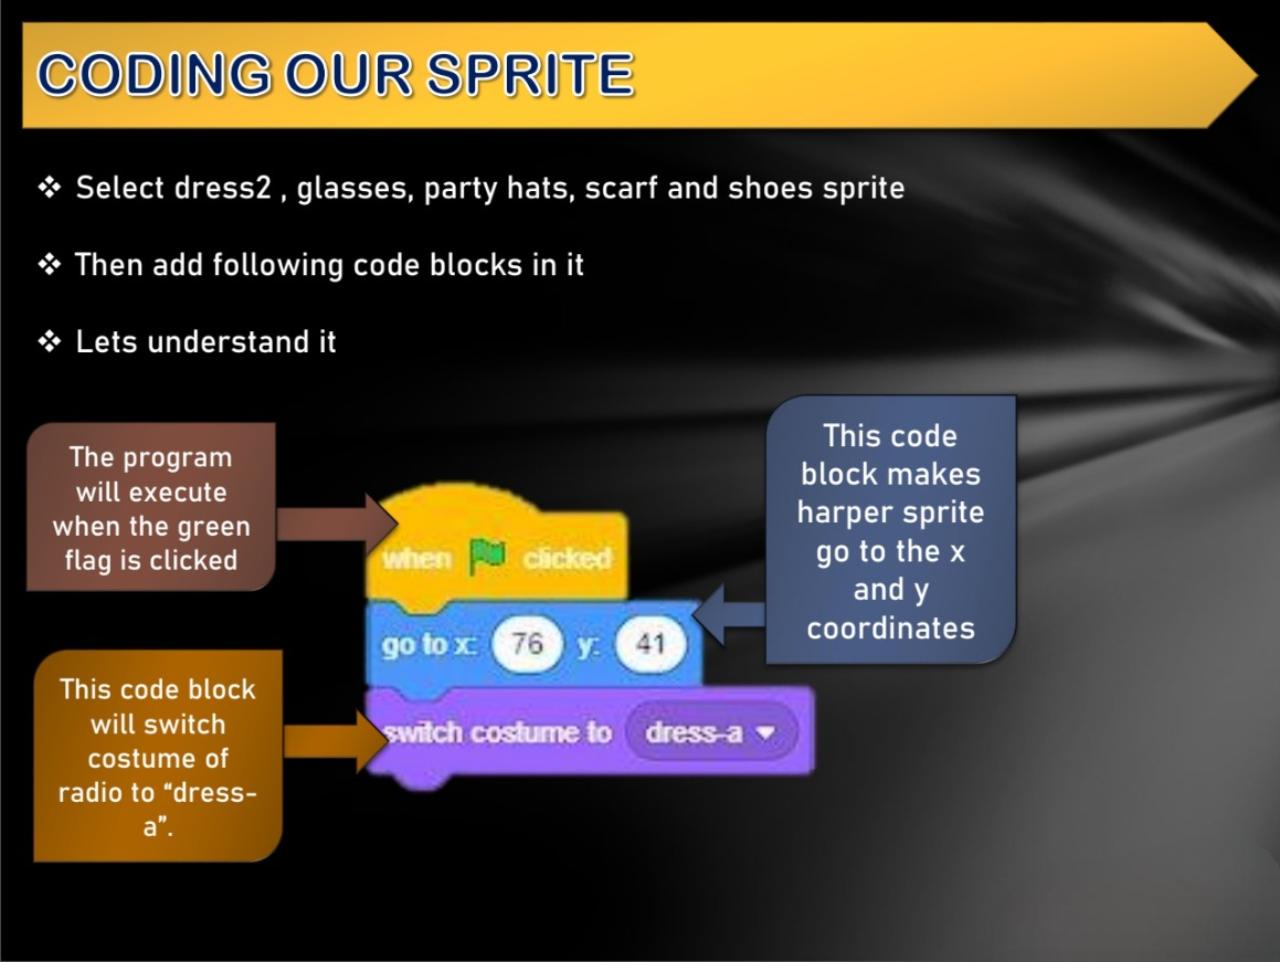 CODING OUR SPRITE
❖ Select dress2 , glasses, party hats, scarf and shoes sprite
❖ Then add following code blocks in it
❖ Lets understand it
The program
will execute
when the green
flag is clicked
This code
block makes
harper sprite
go to the x
and y
coordinates
when clicked
go to x: 76 y: 41
switch costume to dress-a
This code block
will switch
costume of
radio to “dress-
a”.